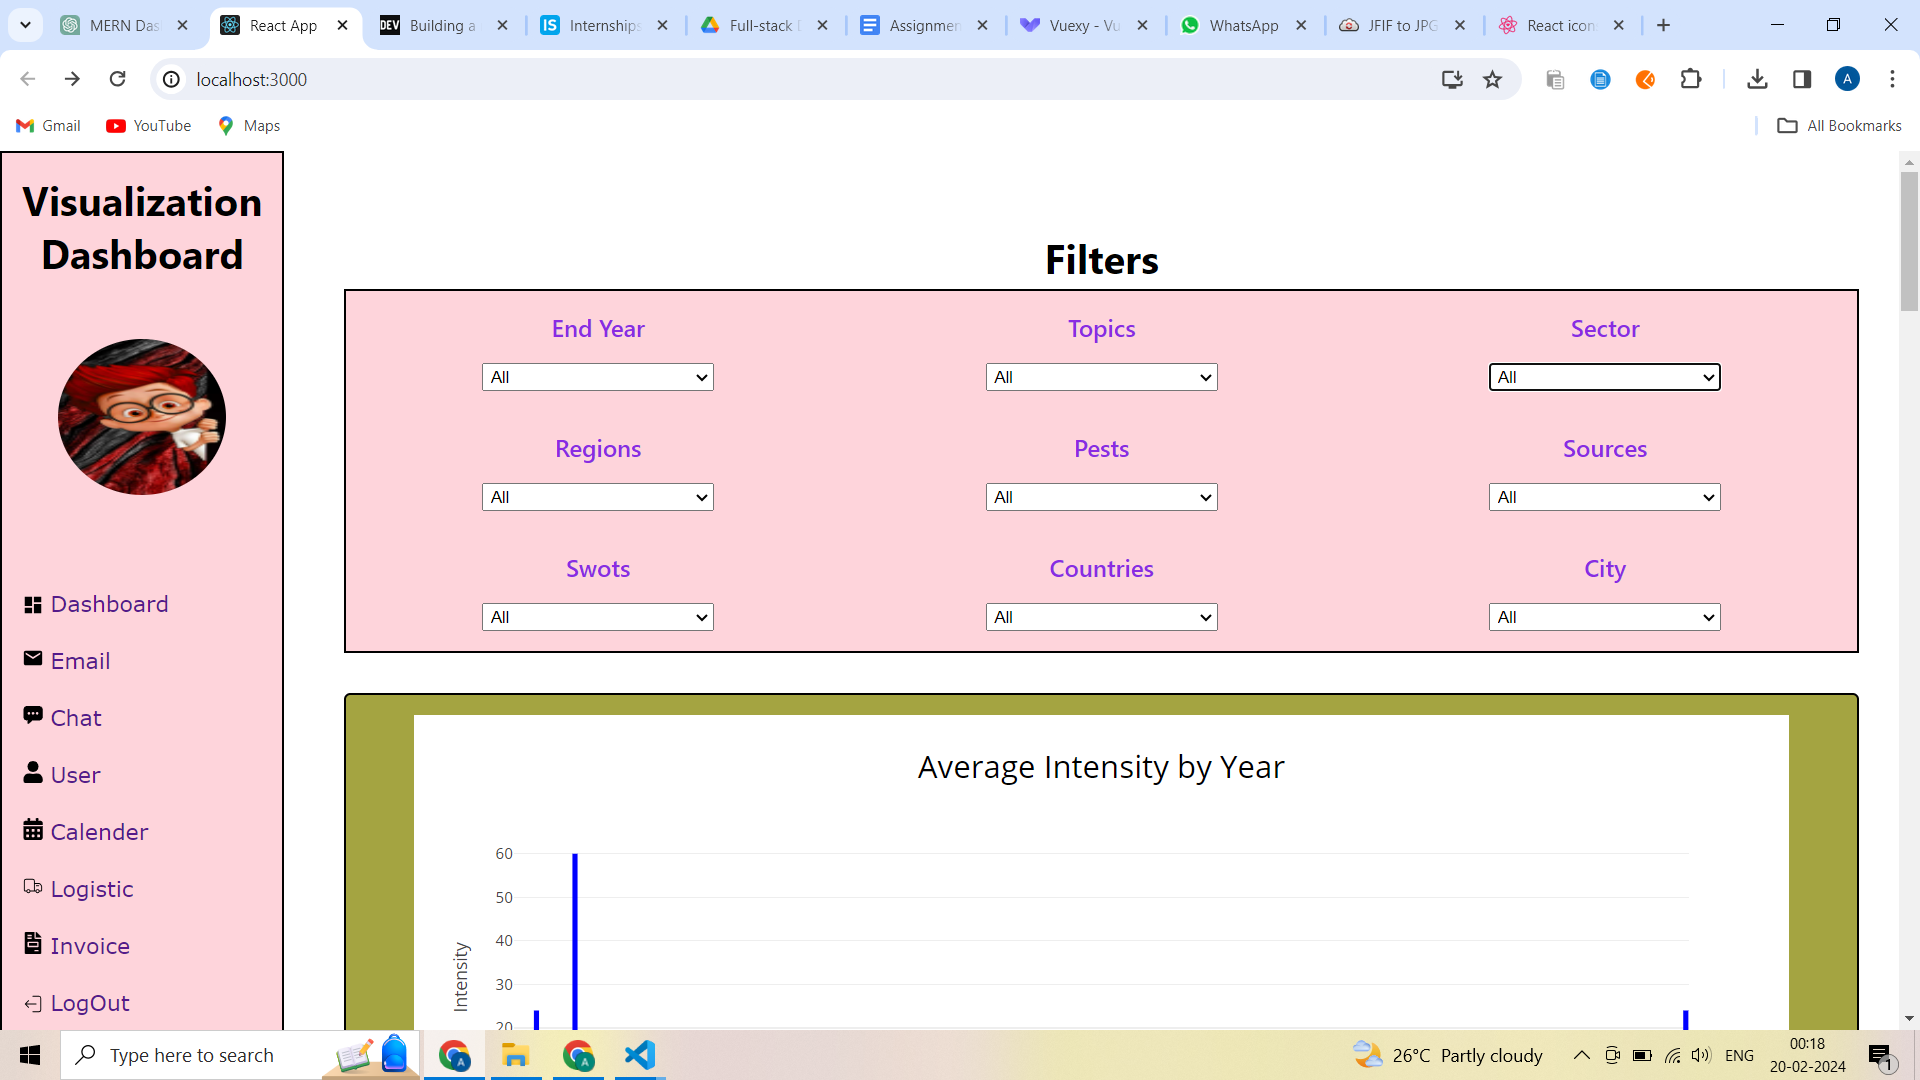 MERN Das
React App
DEV Building a
IS Internships
Full-stack D
Assignmen
Vuexy - Vu
WhatsApp
JFIF to JPG
React icon
localhost:3000
A
Gmail
YouTube
Maps
All Bookmarks
Visualization
Dashboard
Dashboard
Email
Chat
User
Calender
Logistic
Invoice
LogOut
Filters
End Year Topics Sector
All All All
Regions Pests Sources
All All All
Swots Countries City
All All All
Average Intensity by Year
60
50
40
30
20
Intensity
Type here to search
A
A
26°C Partly cloudy
ENG
00:18
20-02-2024
1